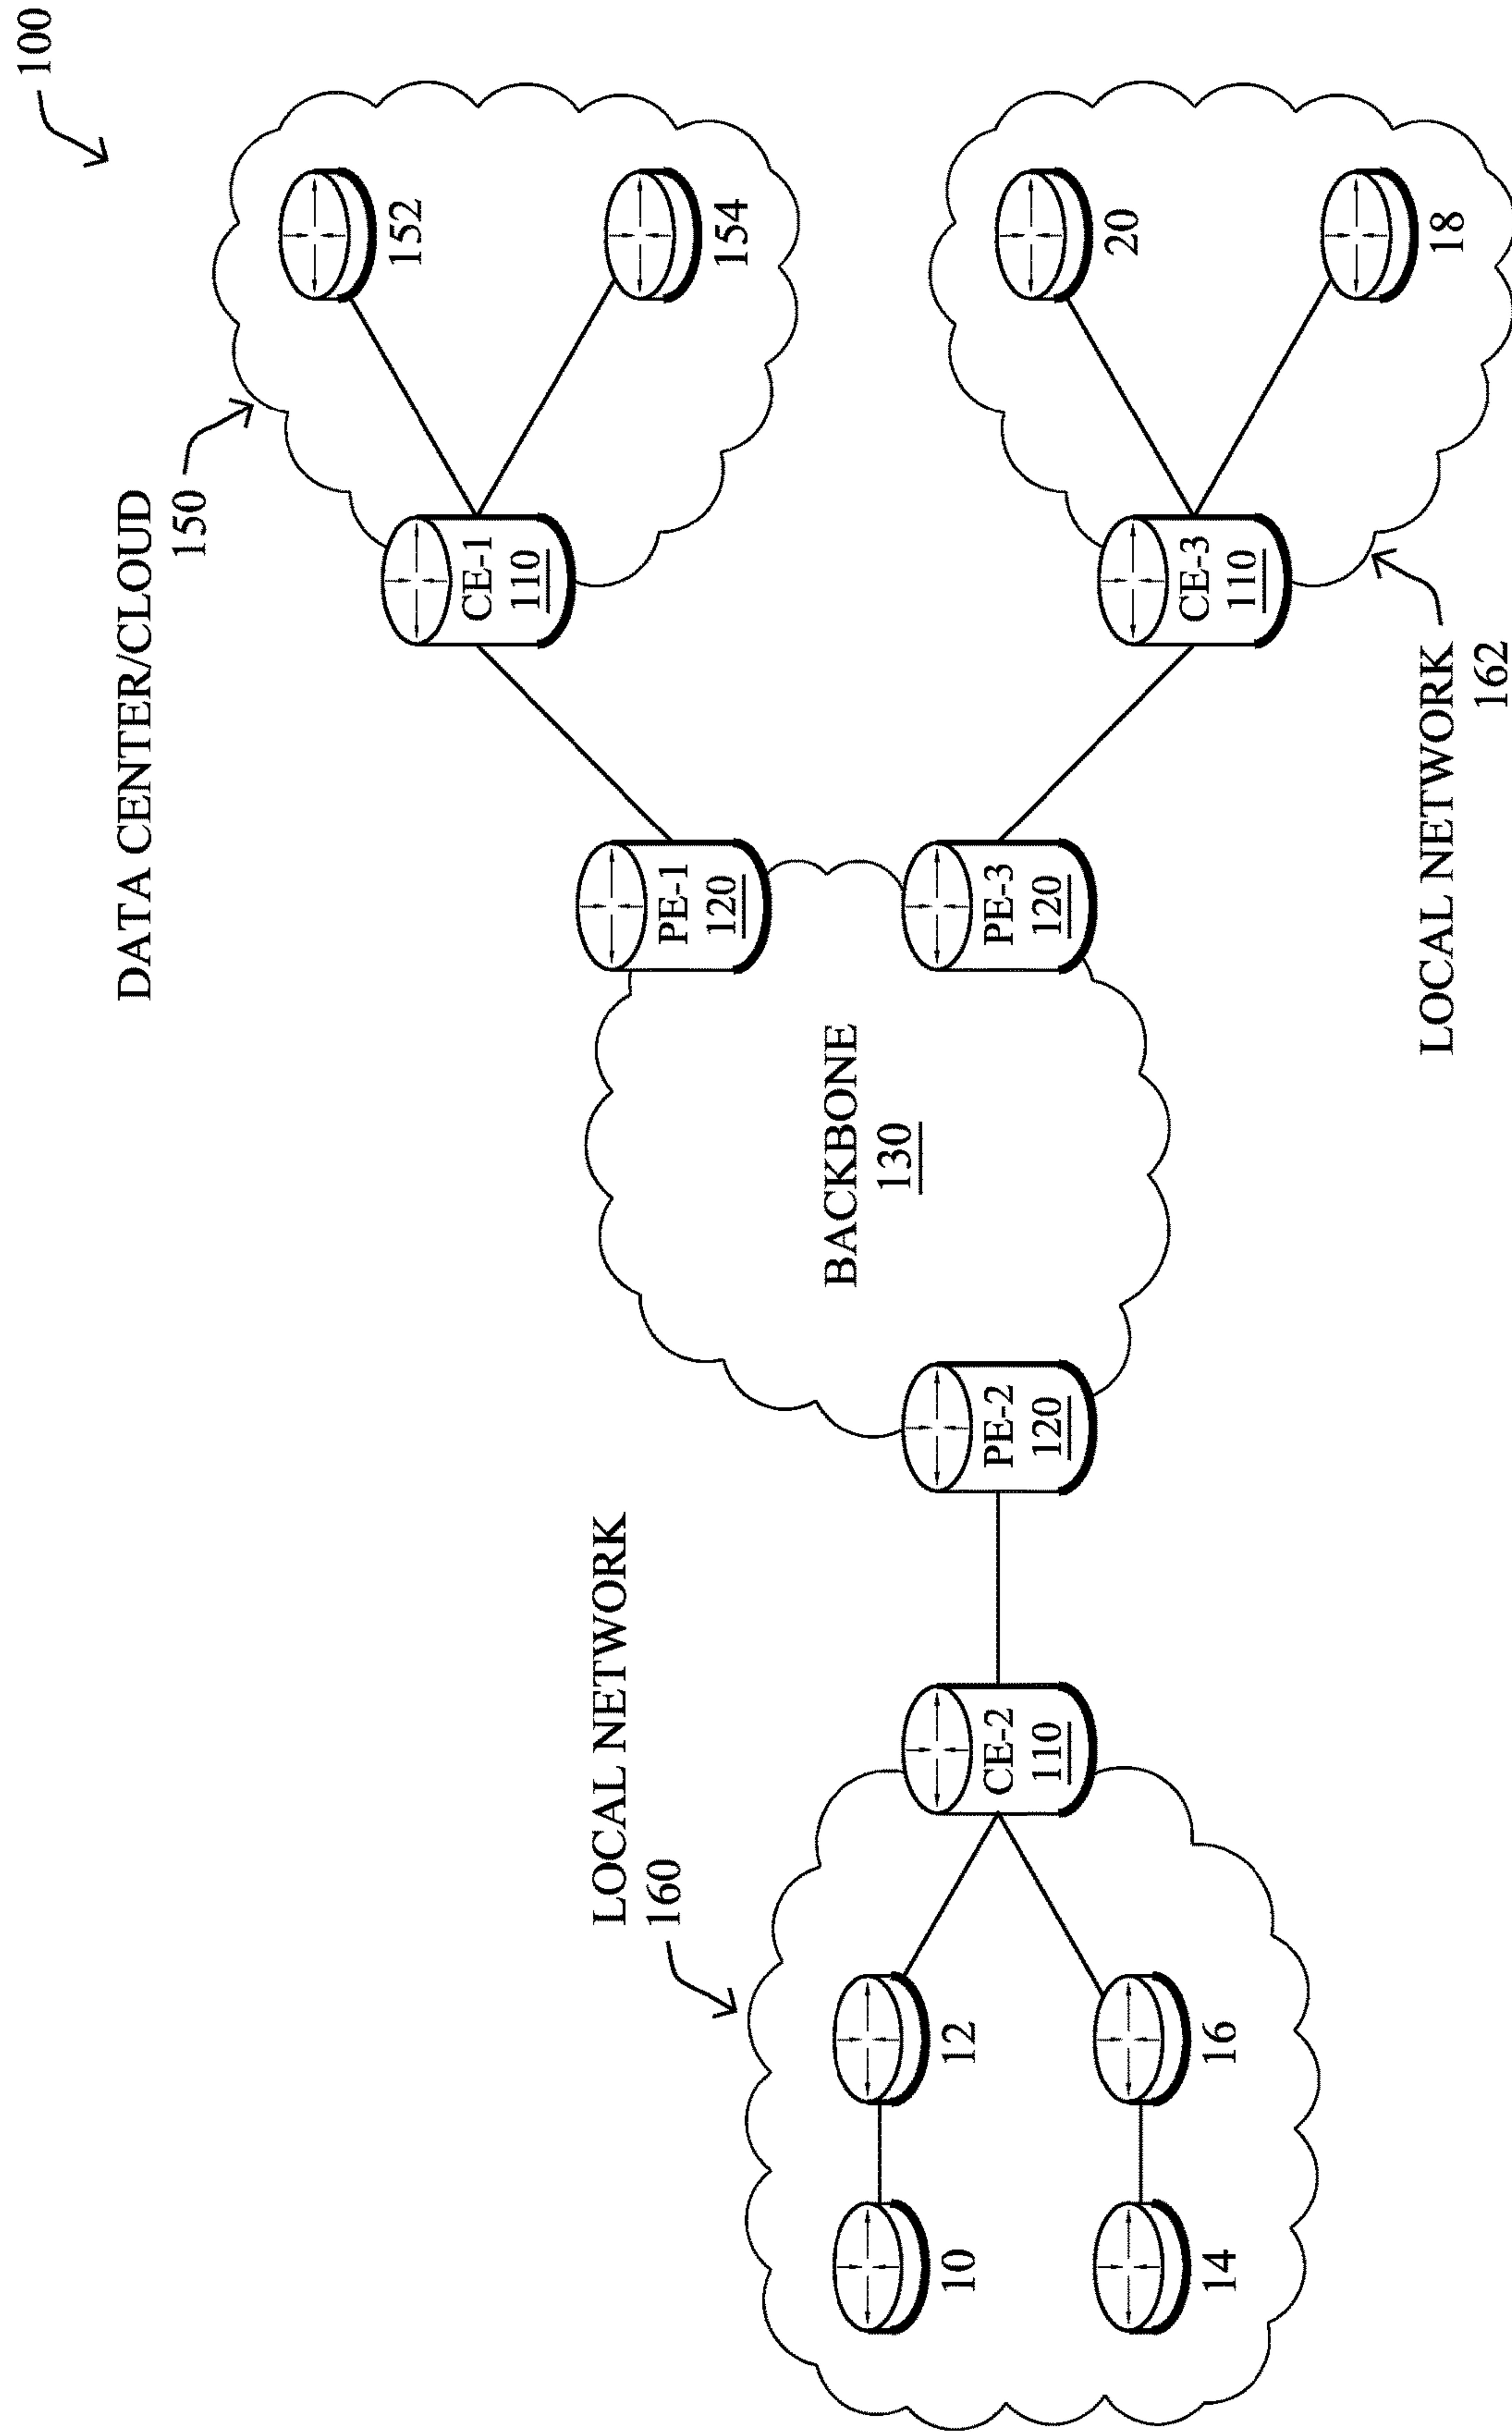 100
DATA CENTER/CLOUD
150
152
CE-1
110
154
LOCAL NETWORK
160
PE-1
120
BACKBONE
130
10
12
CE-2
110
PE-2
120
PE-3
120
20
14
16
CE-3
110
18
LOCAL NETWORK
162